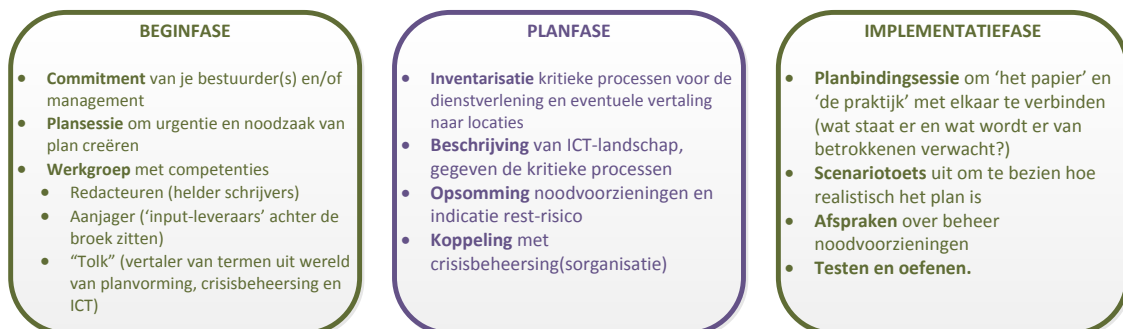 BEGINFASE
• Commitment van je bestuurder(s) en/of
management
• Plansessie om urgentie en noodzaak van
plan creëren
• Werkgroep met competenties
• Redacteuren (helder schrijvers)
• Aanjager (‘input-leveraars’ achter de
broek zitten)
• “Tolk” (vertaler van termen uit wereld
van planvorming, crisisbeheersing en
ICT)
PLANFASE
• Inventarisatie kritieke processen voor de
dienstverlening en eventuele vertaling
naar locaties
• Beschrijving van ICT-landschap,
gegeven de kritieke processen
• Opsomming noodvoorzieningen en
indicatie rest-risico
• Koppeling met
crisisbeheersing(sorganisatie)
IMPLEMENTATIEFASE
• Planbindingsessie om ‘het papier’ en
‘de praktijk’ met elkaar te verbinden
(wat staat er en wat wordt er van
betrokkenen verwacht?)
• Scenariotoets uit om te bezien hoe
realistisch het plan is
• Afspraken over beheer
noodvoorzieningen
• Testen en oefenen.